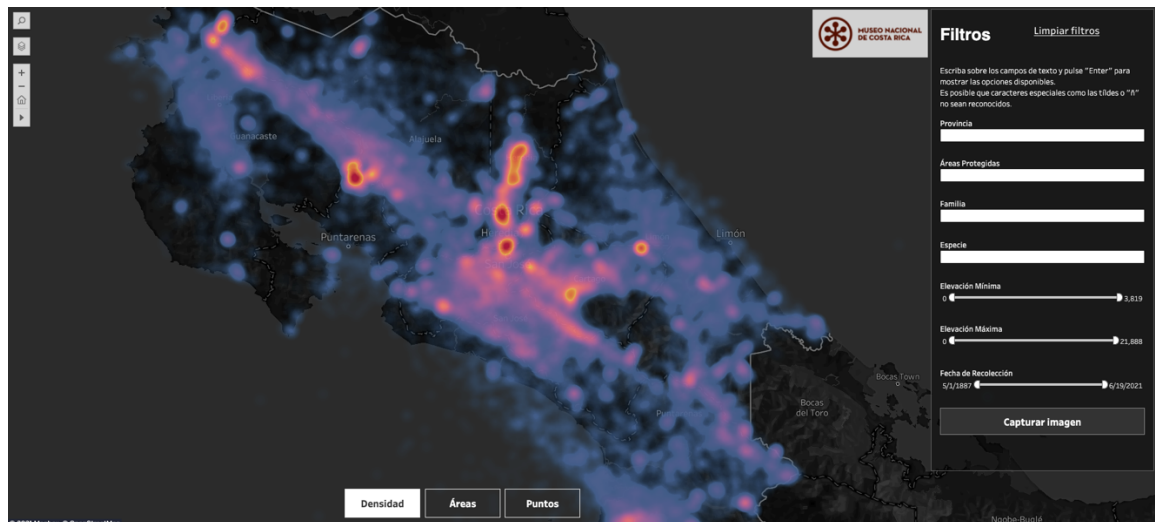 MUSEO NACIONAL
DE COSTA RICA
Filtros
Limpiar filtros
Escriba sobre los campos de texto y pulse "Enter" para
mostrar las opciones disponibles.
Es posible que caracteres especiales como las tíldes o "ñ"
no sean reconocidos.
Provincia
Áreas Protegidas
Familia
Especie
Elevación Mínima
0 3,819
Elevación Máxima
0 21,888
Fecha de Recolección
5/1/1887 6/19/2021
Capturar imagen
Alajuela
Puntarenas
Limón
Bocas Town
Bocas
del Toro
Densidad
Áreas
Puntos
Ngobe-Buglé